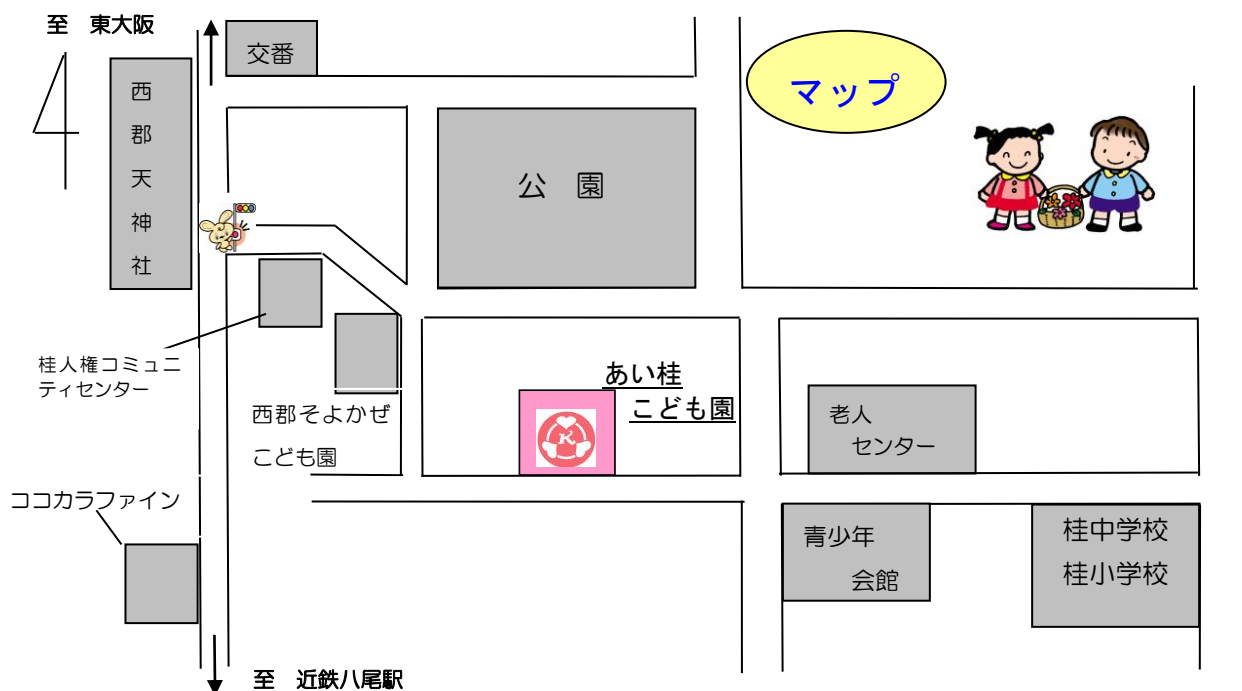 至　東大阪
交番
マップ
西郡天神社
公　園
桂人権コミュニ
ティセンター
あい桂
こども園
K
西郡そよかぜ
こども園
老人
センター
ココカラファイン
青少年
会館
桂中学校
桂小学校
至　近鉄八尾駅